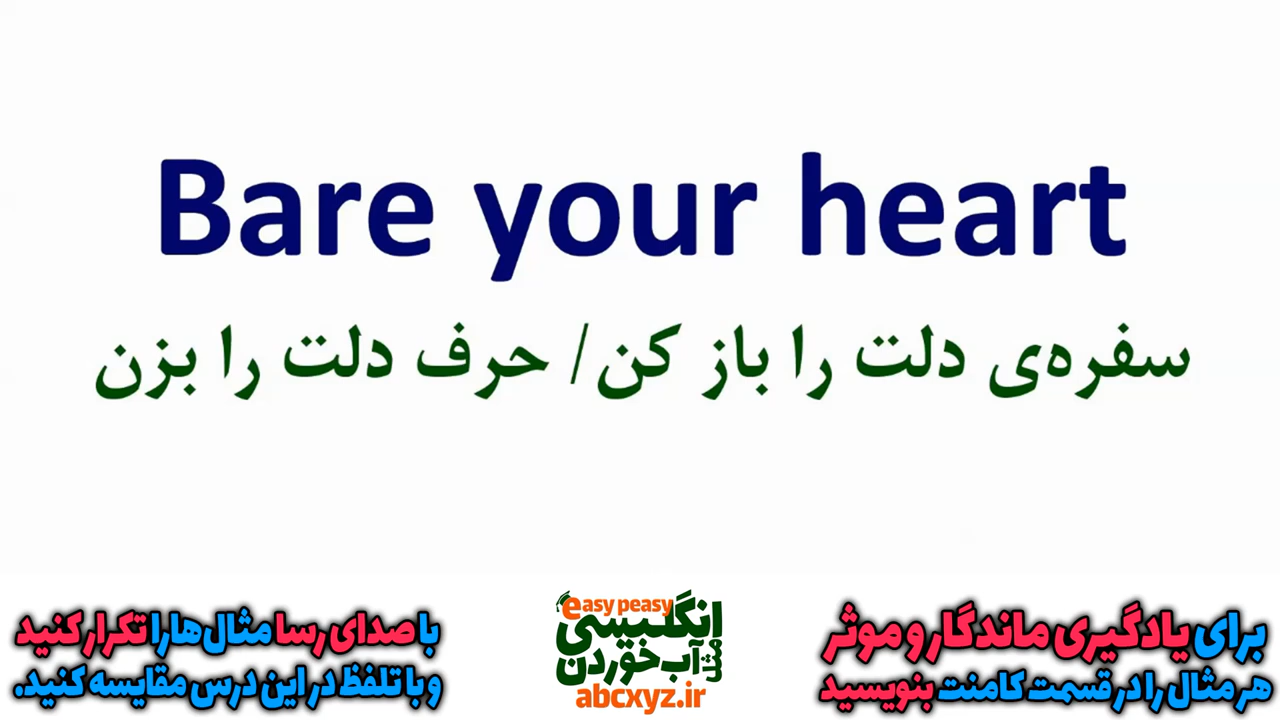 Bare your heart
سفره‌ی دلت را باز کن/ حرف دلت را بزن
برای یادگیری ماندگار و موثر
هر مثال را در قسمت کامنت بنویسید
easy peasy
انگلیسی
مثل آب خوردن
abcxyz.ir
با صدای رسا مثال‌ها را تکرار کنید
و با تلفظ در این درس مقایسه کنید.